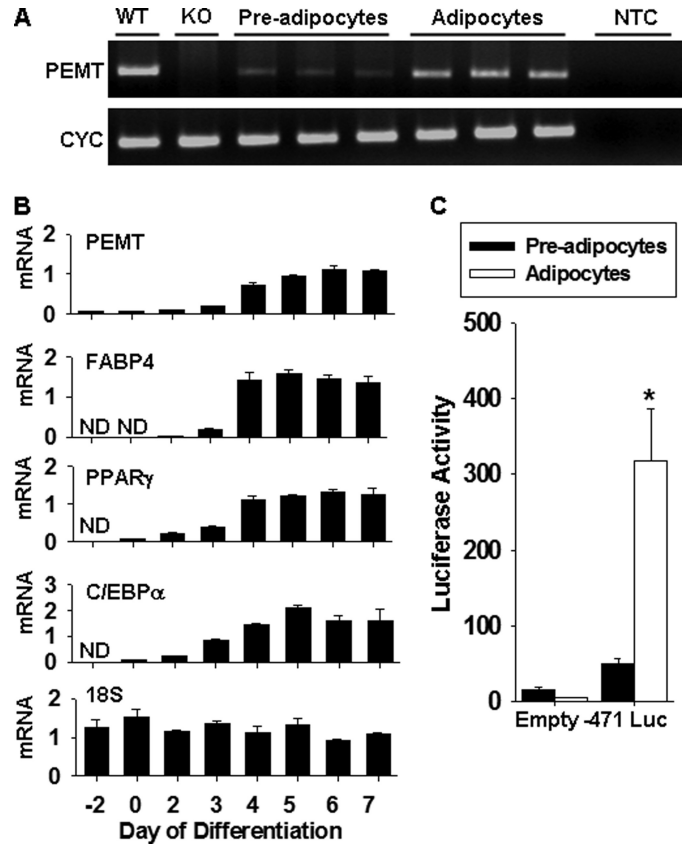 A
WT KO Pre-adipocytes Adipocytes NTC
PEMT
CYC
B
mRNA
2
1
0
PEMT
mRNA
2
1
0
FABP4
ND ND
mRNA
2
1
0
PPARγ
ND
mRNA
3
2
1
0
C/EBPα
ND
mRNA
2
1
0
18S
-2 0 2 3 4 5 6 7
Day of Differentiation
C
Pre-adipocytes
Adipocytes
Luciferase Activity
500
400
300
200
100
0
*
Empty -471 Luc